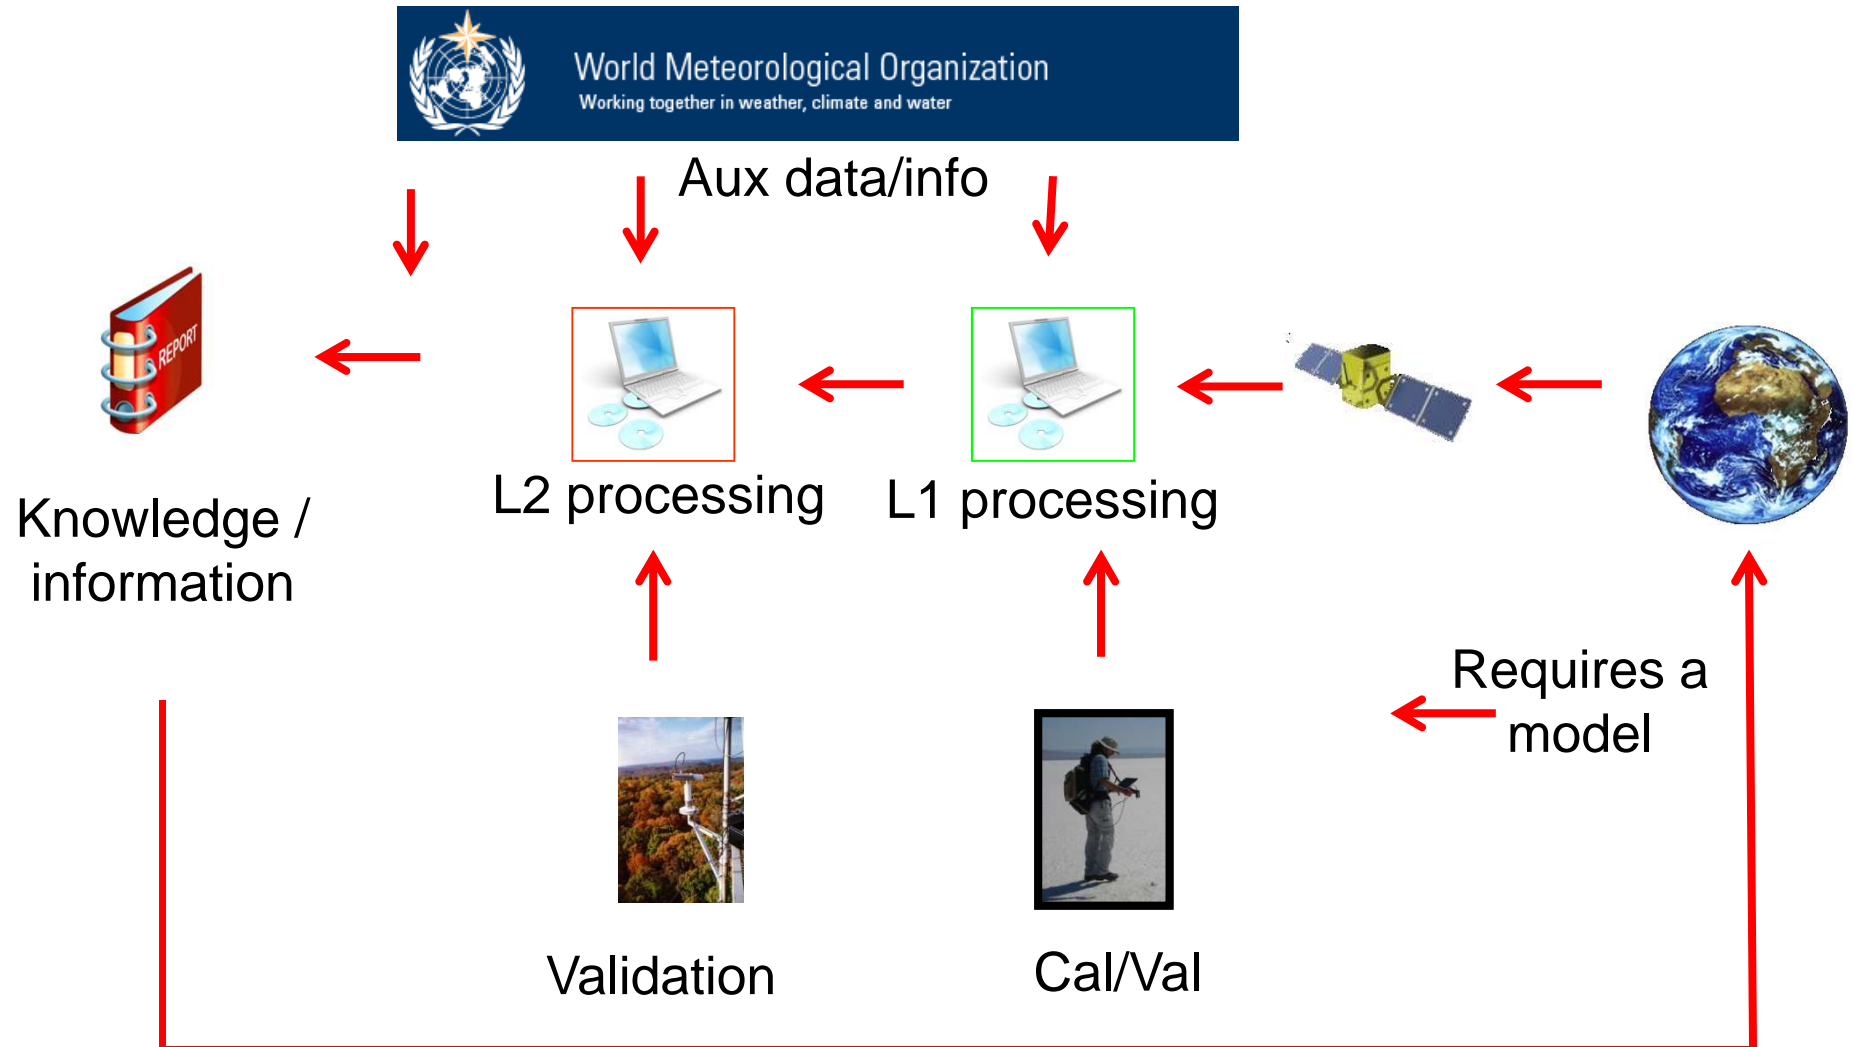 World Meteorological Organization
Working together in weather, climate and water
Aux data/info
REPORT
L2 processing
L1 processing
Knowledge /
information
Requires a
model
Validation
Cal/Val